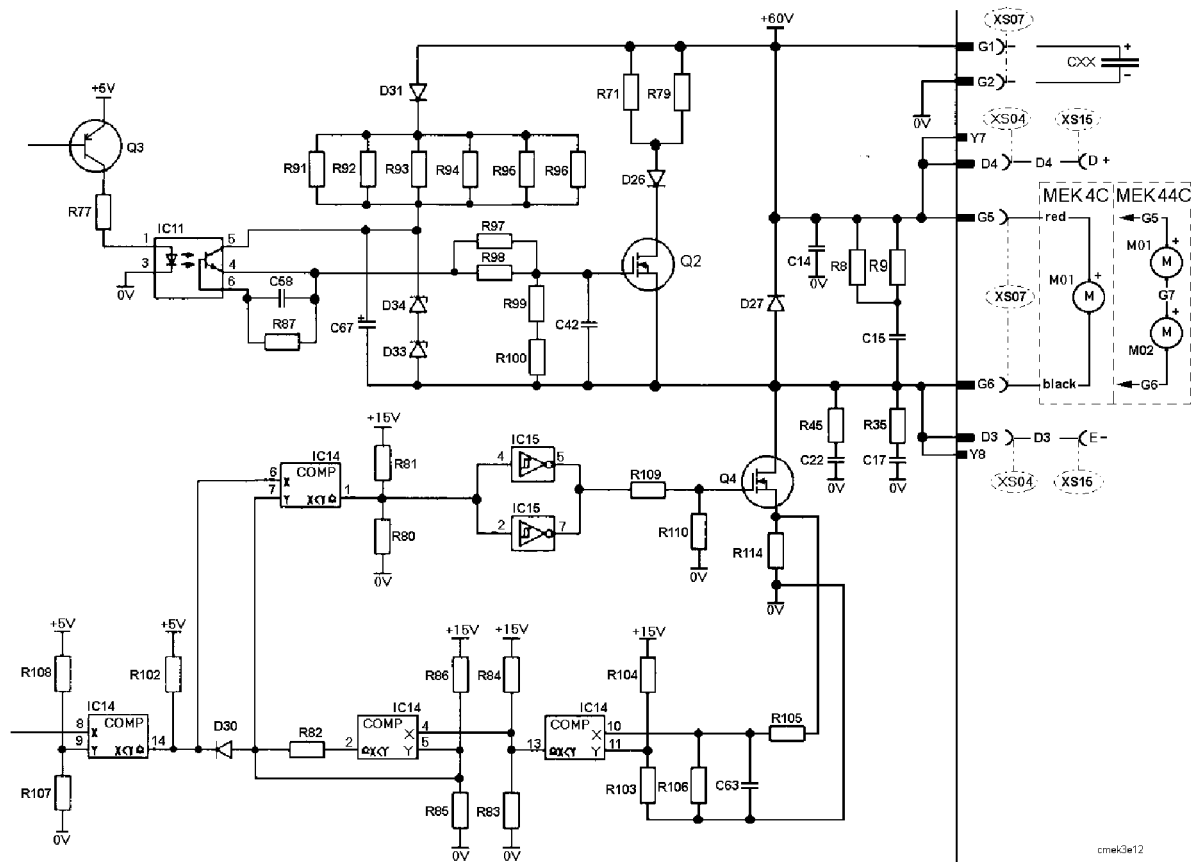 +60V
XS07
G1
+
CXX
−
G2
0V
XS04
XS15
Y7
D4
D4
D +
+5V
Q3
R77
IC11
1
3
5
4
6
0V
C58
R87
D31
R91
R92
R93
R94
R95
R96
R71
R79
D26
Q2
R97
R98
R99
R100
C42
C67
+
D34
D33
D27
C14
0V
R8
R9
C15
G5
MEK4C
MEK44C
red
G5
XS07
M01
+
M
M01
+
M
G7
+
M
M02
G6
black
G6
R45
R35
C22
C17
0V
0V
D3
D3
E−
Y8
XS04
XS15
+15V
IC14
COMP
6
X
7
Y
X<Y Ω
1
R81
R80
0V
IC15
4
5
IC15
2
7
R109
R110
0V
Q4
R114
0V
+5V
R108
+5V
R102
IC14
COMP
8
X
9
Y
X<Y Ω
14
R107
0V
D30
R82
+15V
R86
+15V
R84
IC14
COMP
4
X
2
ΩX<Y
Y
5
R85
0V
R83
0V
+15V
R104
IC14
COMP
10
X
13
ΩX<Y
Y
11
R105
R103
R106
C63
cmek3e12